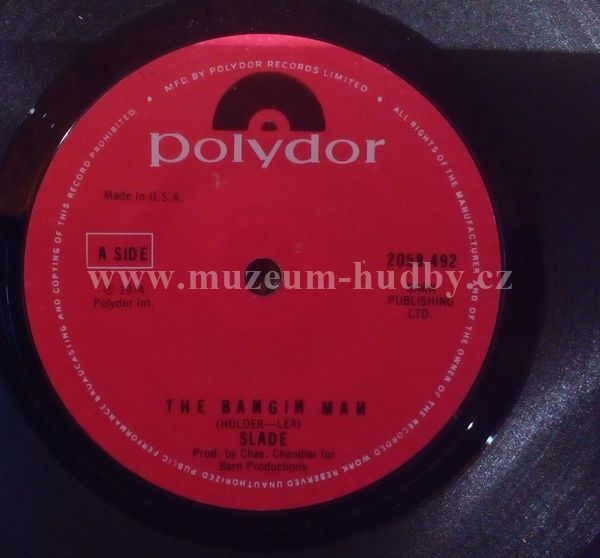 MFD. BY POLYDOR RECORDS LIMITED. • ALL RIGHTS OF THE MANUFACTURER AND OF THE OWNER OF THE RECORDED WORK RESERVED UNAUTHORIZED PUBLIC PERFORMANCE BROADCASTING AND COPYING OF THIS RECORD PROHIBITED. •
polydor
Made in U.S.A.
A SIDE
2058 492
www.muzeum-hudby.cz
℗ 1974
Polydor Int.
PUBLISHING
LTD.
THE BANGIN MAN
(HOLDER—LEA)
SLADE
Prod. by Chas. Chandler for
Barn Productions